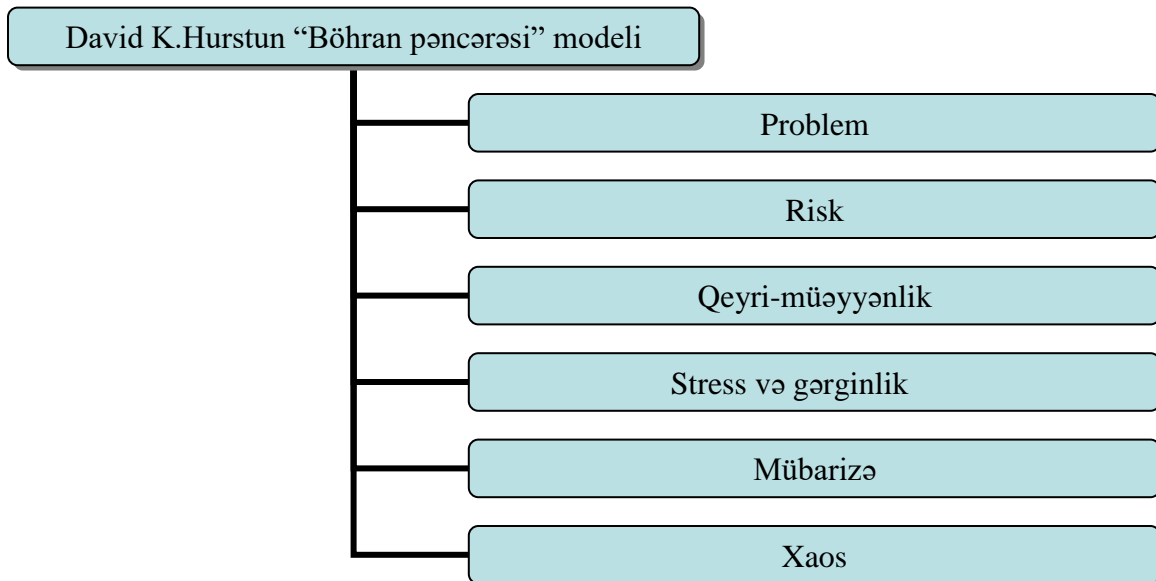 David K.Hurstun “Böhran pəncərəsi” modeli
Problem
Risk
Qeyri-müəyyənlik
Stress və gərginlik
Mübarizə
Xaos